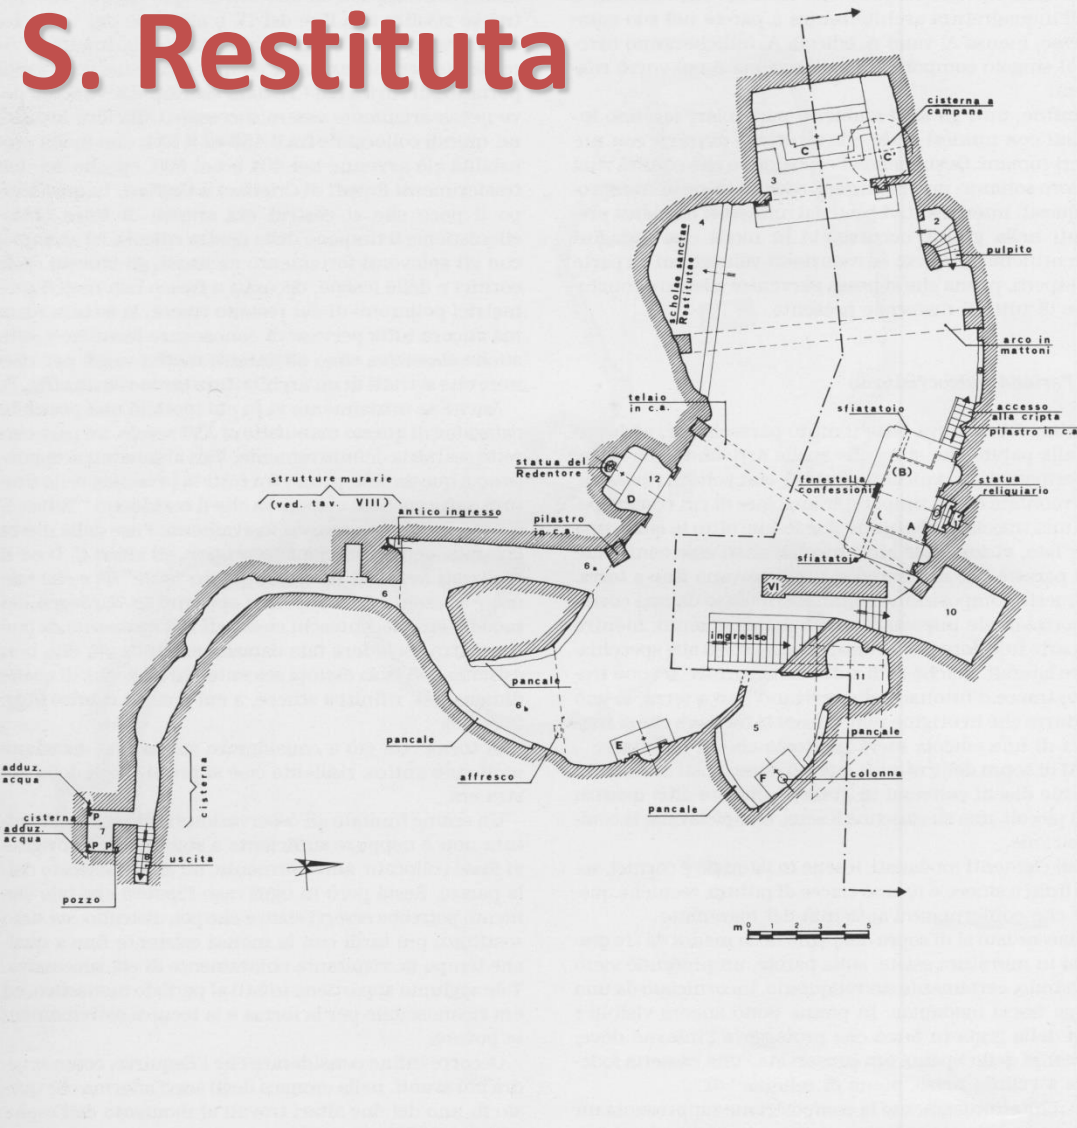 S. Restituta
cisterna a
campana
C
C'
3
2
pulpito
scholae sanctae
Restitutae
arco in
mattoni
telaio
in c.a.
sfiatatoio
accesso
alla cripta
pilastro in c.a
statua del
Redentore
12
D
(B)
fenestella
confessionis
statua
reliquiario
A
strutture murarie
(ved. tav. VIII)
antico ingresso
pilastro
in c.a.
6a
sfiatatoio
VI
6
10
ingresso
11
pancale
6b
5
pancale
E
pancale
affresco
F
colonna
pancale
cisterna
adduz.
acqua
cisterna
P
7
adduz.
acqua
P P
8
uscita
pozzo
m 0 1 2 3 4 5